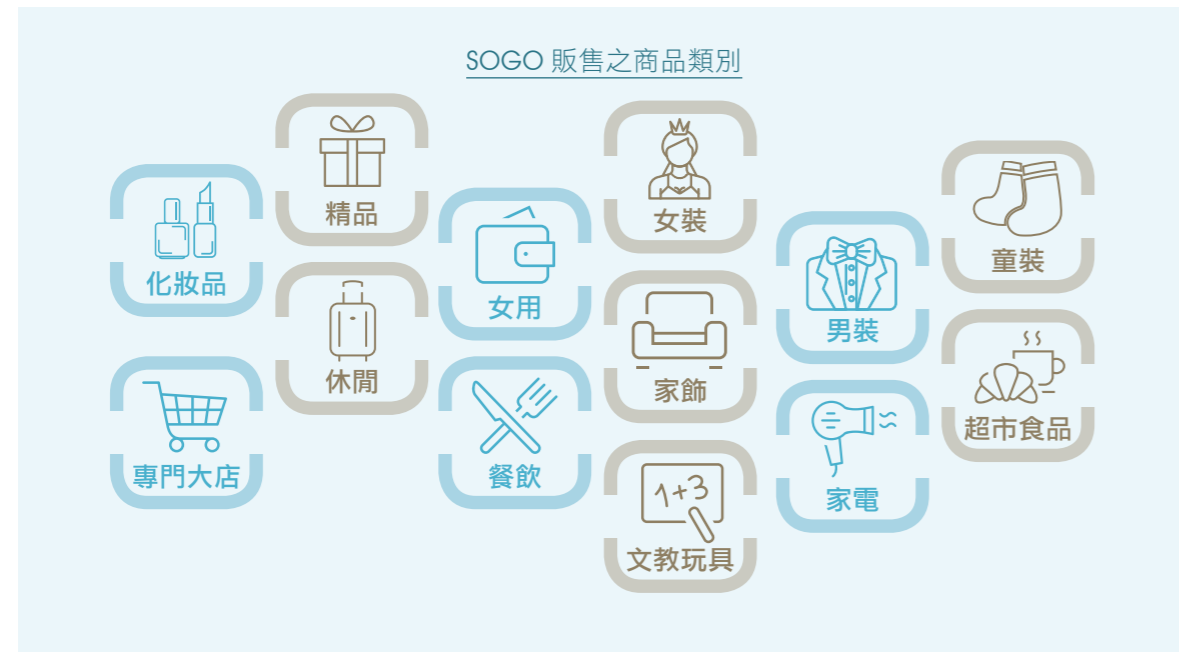 SOGO 販售之商品類別
化妝品
專門大店
精品
休閒
女用
餐飲
女裝
家飾
1+3
文教玩具
男裝
家電
童裝
超市食品